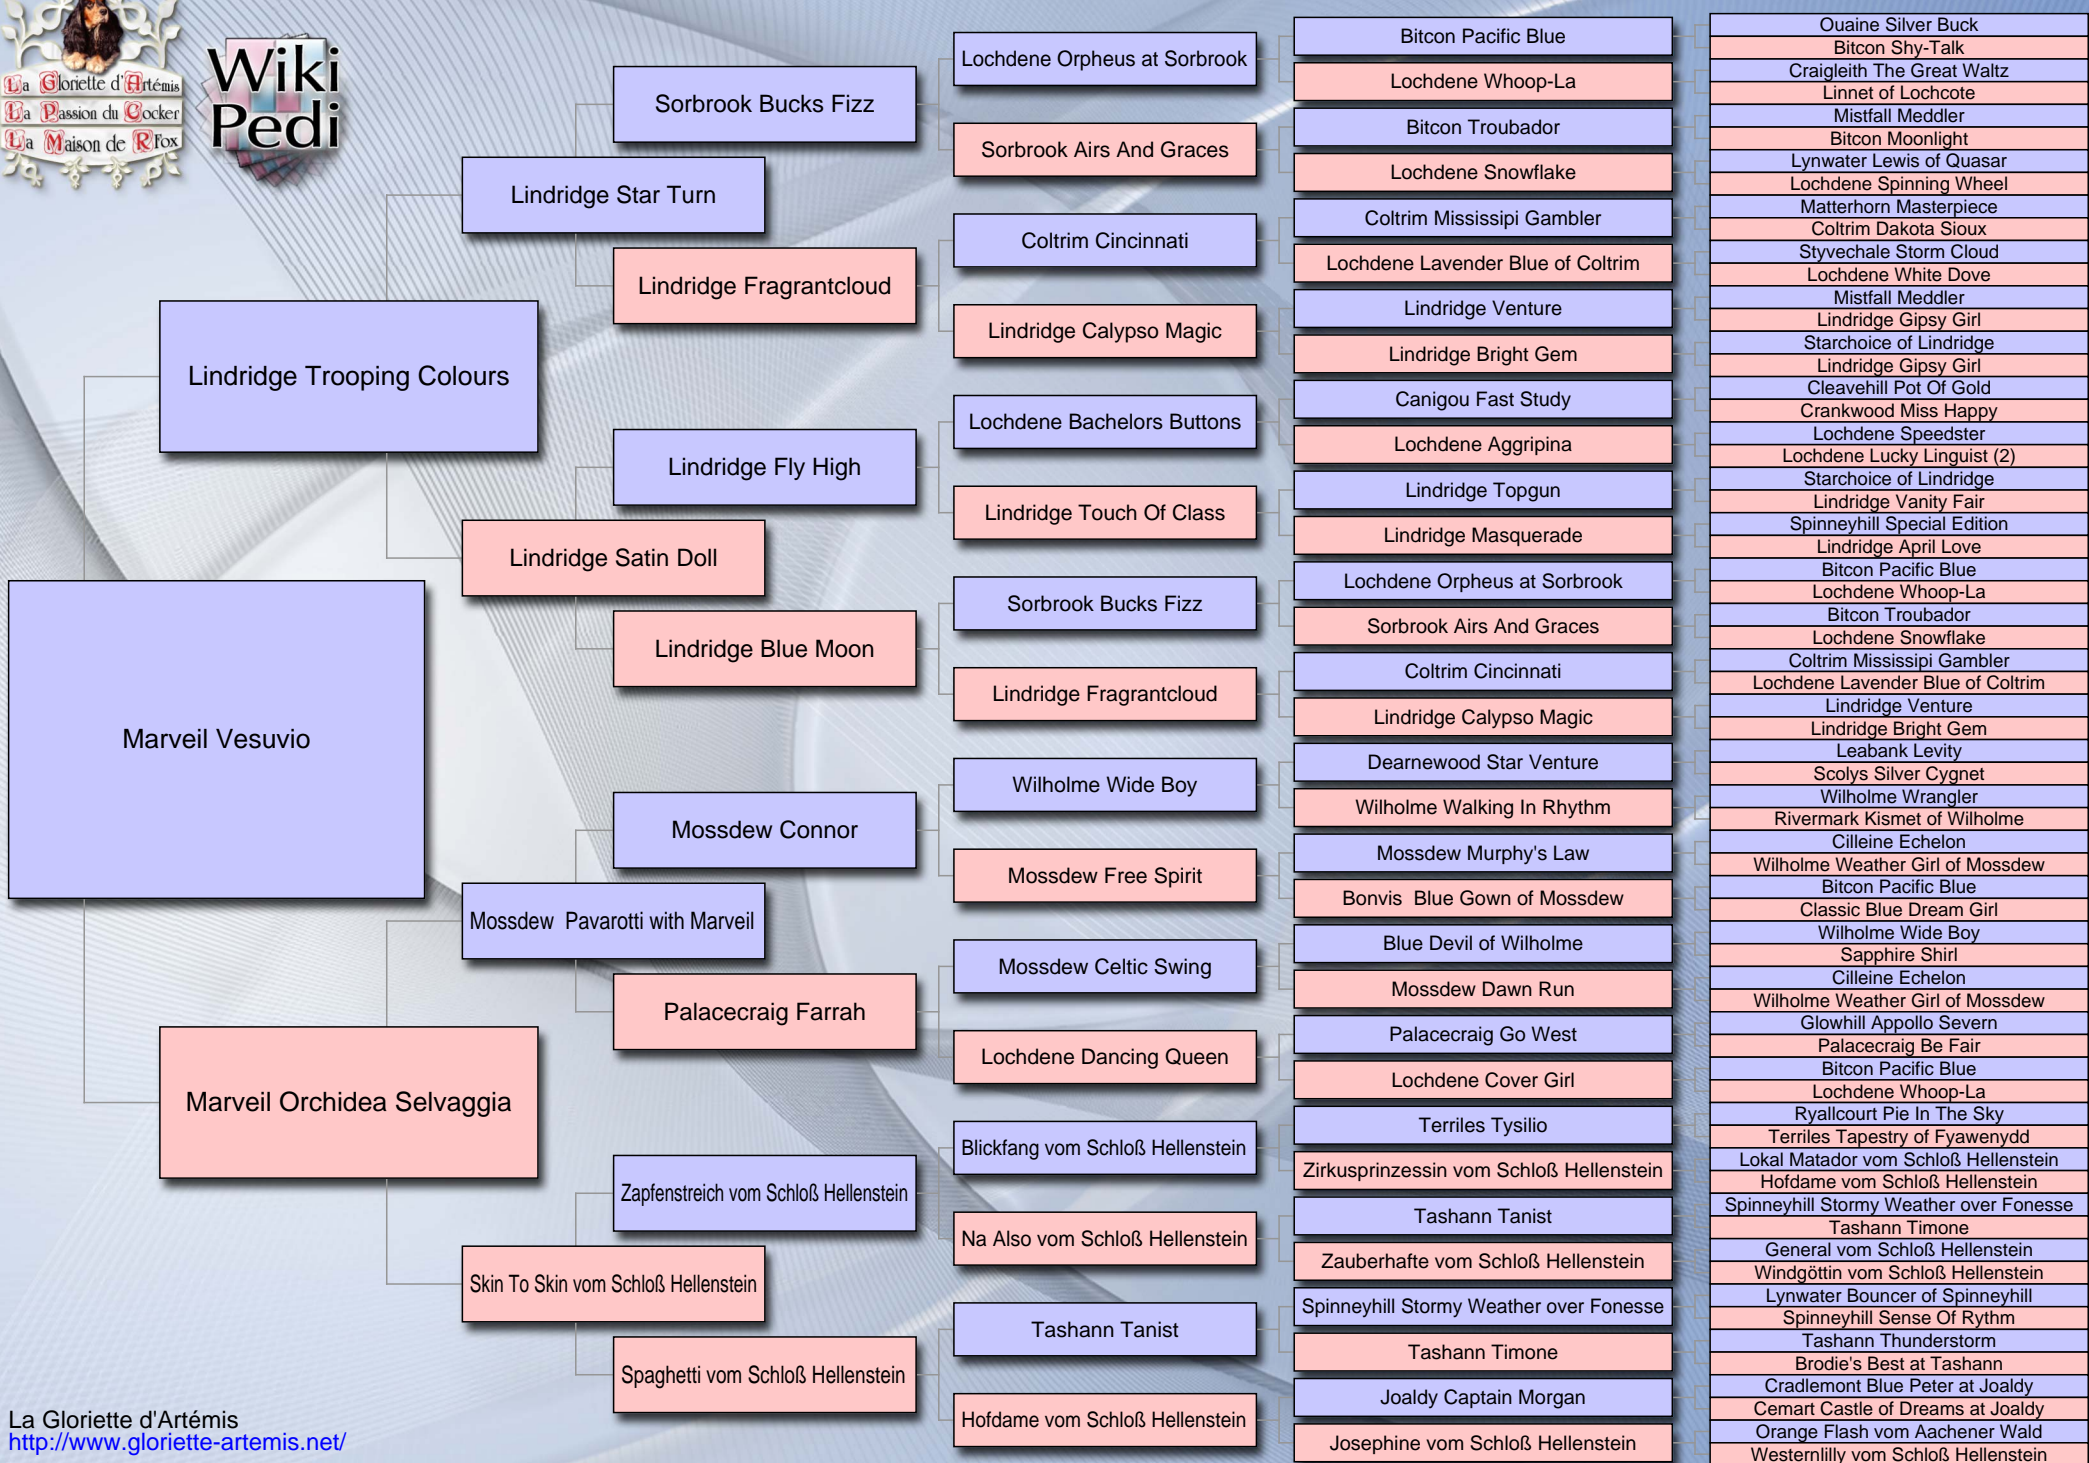 La Gloriette d'Artémis
La Passion du Cocker
La Maison de RFox
Wiki
Pedi
Marveil Vesuvio
Lindridge Trooping Colours
Marveil Orchidea Selvaggia
Lindridge Star Turn
Lindridge Satin Doll
Mossdew  Pavarotti with Marveil
Skin To Skin vom Schloß Hellenstein
Sorbrook Bucks Fizz
Lindridge Fragrantcloud
Lindridge Fly High
Lindridge Blue Moon
Mossdew Connor
Palacecraig Farrah
Zapfenstreich vom Schloß Hellenstein
Spaghetti vom Schloß Hellenstein
Lochdene Orpheus at Sorbrook
Sorbrook Airs And Graces
Coltrim Cincinnati
Lindridge Calypso Magic
Lochdene Bachelors Buttons
Lindridge Touch Of Class
Sorbrook Bucks Fizz
Lindridge Fragrantcloud
Wilholme Wide Boy
Mossdew Free Spirit
Mossdew Celtic Swing
Lochdene Dancing Queen
Blickfang vom Schloß Hellenstein
Na Also vom Schloß Hellenstein
Tashann Tanist
Hofdame vom Schloß Hellenstein
Bitcon Pacific Blue
Lochdene Whoop-La
Bitcon Troubador
Lochdene Snowflake
Coltrim Mississipi Gambler
Lochdene Lavender Blue of Coltrim
Lindridge Venture
Lindridge Bright Gem
Canigou Fast Study
Lochdene Aggripina
Lindridge Topgun
Lindridge Masquerade
Lochdene Orpheus at Sorbrook
Sorbrook Airs And Graces
Coltrim Cincinnati
Lindridge Calypso Magic
Dearnewood Star Venture
Wilholme Walking In Rhythm
Mossdew Murphy's Law
Bonvis  Blue Gown of Mossdew
Blue Devil of Wilholme
Mossdew Dawn Run
Palacecraig Go West
Lochdene Cover Girl
Terriles Tysilio
Zirkusprinzessin vom Schloß Hellenstein
Tashann Tanist
Zauberhafte vom Schloß Hellenstein
Spinneyhill Stormy Weather over Fonesse
Tashann Timone
Joaldy Captain Morgan
Josephine vom Schloß Hellenstein
Ouaine Silver Buck
Bitcon Shy-Talk
Craigleith The Great Waltz
Linnet of Lochcote
Mistfall Meddler
Bitcon Moonlight
Lynwater Lewis of Quasar
Lochdene Spinning Wheel
Matterhorn Masterpiece
Coltrim Dakota Sioux
Styvechale Storm Cloud
Lochdene White Dove
Mistfall Meddler
Lindridge Gipsy Girl
Starchoice of Lindridge
Lindridge Gipsy Girl
Cleavehill Pot Of Gold
Crankwood Miss Happy
Lochdene Speedster
Lochdene Lucky Linguist (2)
Starchoice of Lindridge
Lindridge Vanity Fair
Spinneyhill Special Edition
Lindridge April Love
Bitcon Pacific Blue
Lochdene Whoop-La
Bitcon Troubador
Lochdene Snowflake
Coltrim Mississipi Gambler
Lochdene Lavender Blue of Coltrim
Lindridge Venture
Lindridge Bright Gem
Leabank Levity
Scolys Silver Cygnet
Wilholme Wrangler
Rivermark Kismet of Wilholme
Cilleine Echelon
Wilholme Weather Girl of Mossdew
Bitcon Pacific Blue
Classic Blue Dream Girl
Wilholme Wide Boy
Sapphire Shirl
Cilleine Echelon
Wilholme Weather Girl of Mossdew
Glowhill Appollo Severn
Palacecraig Be Fair
Bitcon Pacific Blue
Lochdene Whoop-La
Ryallcourt Pie In The Sky
Terriles Tapestry of Fyawenydd
Lokal Matador vom Schloß Hellenstein
Hofdame vom Schloß Hellenstein
Spinneyhill Stormy Weather over Fonesse
Tashann Timone
General vom Schloß Hellenstein
Windgöttin vom Schloß Hellenstein
Lynwater Bouncer of Spinneyhill
Spinneyhill Sense Of Rythm
Tashann Thunderstorm
Brodie's Best at Tashann
Cradlemont Blue Peter at Joaldy
Cemart Castle of Dreams at Joaldy
Orange Flash vom Aachener Wald
Westernlilly vom Schloß Hellenstein
La Gloriette d'Artémis
http://www.gloriette-artemis.net/